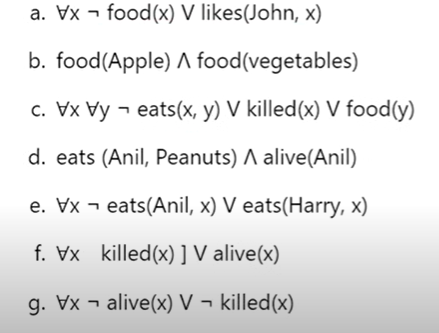 a. ∀x ¬ food(x) V likes(John, x)
b. food(Apple) Λ food(vegetables)
c. ∀x ∀y ¬ eats(x, y) V killed(x) V food(y)
d. eats (Anil, Peanuts) Λ alive(Anil)
e. ∀x ¬ eats(Anil, x) V eats(Harry, x)
f. ∀x killed(x) ] V alive(x)
g. ∀x ¬ alive(x) V ¬ killed(x)